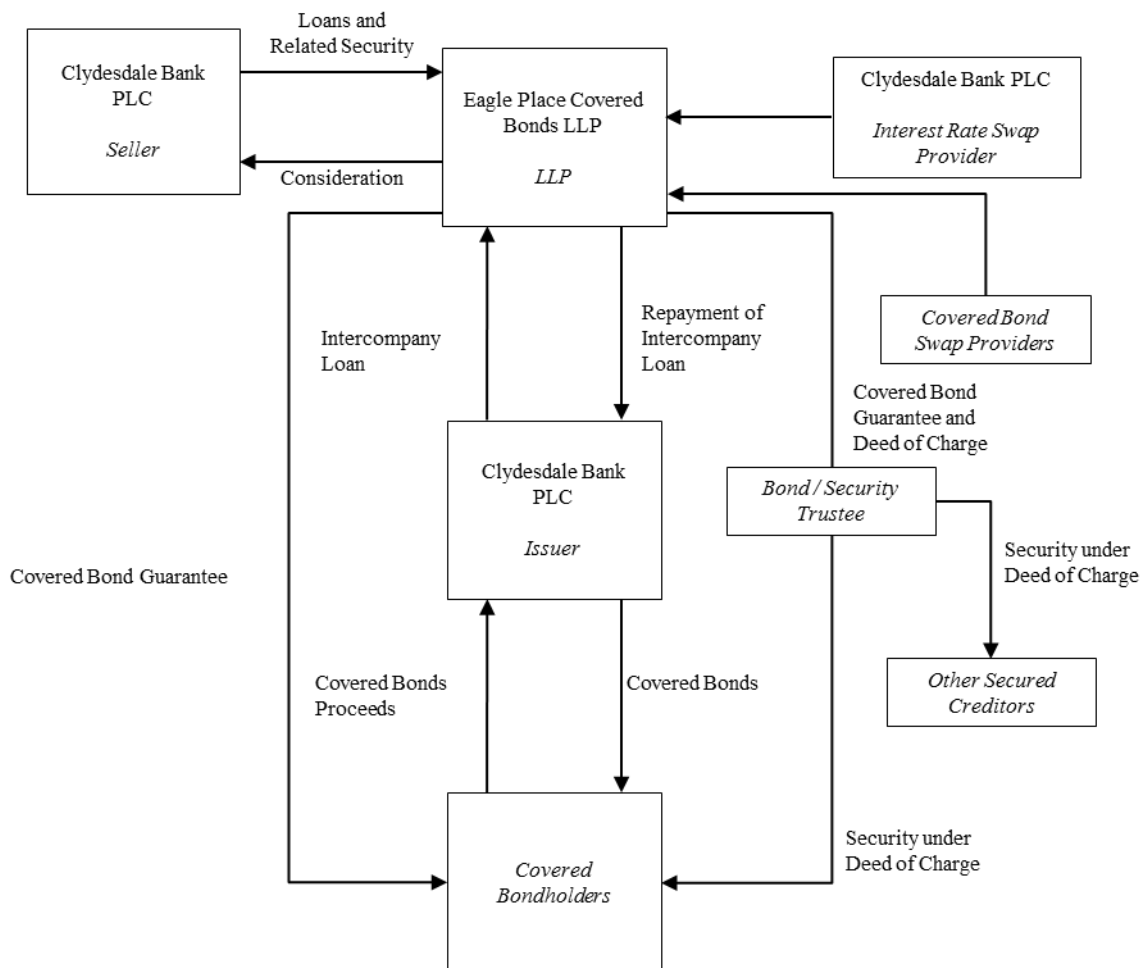 Loans and
Related Security
Clydesdale Bank
PLC
Seller
Eagle Place Covered
Bonds LLP
LLP
Clydesdale Bank PLC
Interest Rate Swap
Provider
Consideration
Intercompany
Loan
Repayment of
Intercompany
Loan
Covered Bond
Swap Providers
Covered Bond
Guarantee and
Deed of Charge
Clydesdale Bank
PLC
Issuer
Bond / Security
Trustee
Security under
Deed of Charge
Covered Bond Guarantee
Covered Bonds
Proceeds
Covered Bonds
Other Secured
Creditors
Security under
Deed of Charge
Covered
Bondholders